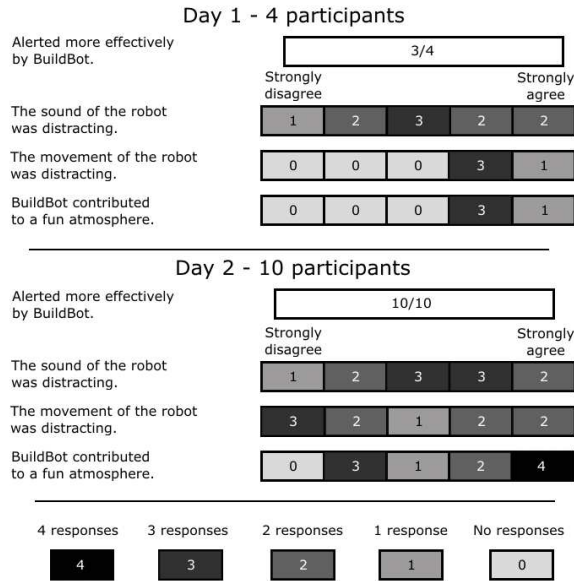 Day 1 - 4 participants
Alerted more effectively
by BuildBot.
3/4
Strongly
disagree
Strongly
agree
The sound of the robot
was distracting.
1 2 3 2 2
The movement of the robot
was distracting.
0 0 0 3 1
BuildBot contributed
to a fun atmosphere.
0 0 0 3 1
Day 2 - 10 participants
Alerted more effectively
by BuildBot.
10/10
Strongly
disagree
Strongly
agree
The sound of the robot
was distracting.
1 2 3 3 2
The movement of the robot
was distracting.
3 2 1 2 2
BuildBot contributed
to a fun atmosphere.
0 3 1 2 4
4 responses 3 responses 2 responses 1 response No responses
4 3 2 1 0